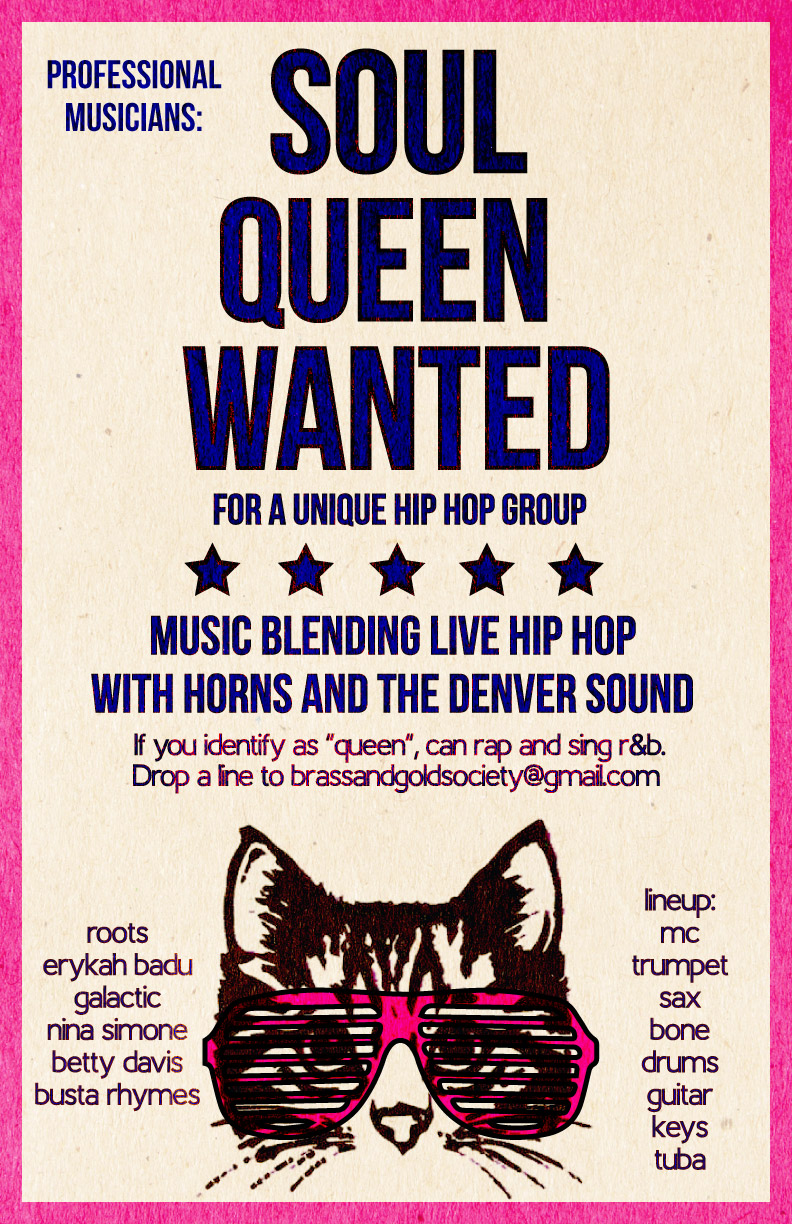 PROFESSIONAL
MUSICIANS:
SOUL
QUEEN
WANTED
FOR A UNIQUE HIP HOP GROUP
MUSIC BLENDING LIVE HIP HOP
WITH HORNS AND THE DENVER SOUND
If you identify as "queen", can rap and sing r&b.
Drop a line to brassandgoldsociety@gmail.com
roots
erykah badu
galactic
nina simone
betty davis
busta rhymes
lineup:
mc
trumpet
sax
bone
drums
guitar
keys
tuba